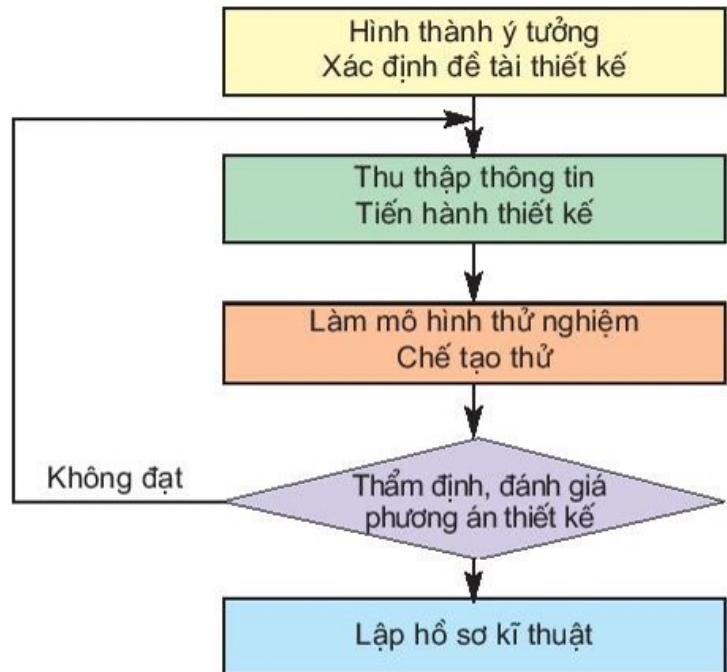 Hình thành ý tưởng
Xác định đề tài thiết kế
Thu thập thông tin
Tiến hành thiết kế
Làm mô hình thử nghiệm
Chế tạo thử
Không đạt
Thẩm định, đánh giá
phương án thiết kế
Lập hồ sơ kĩ thuật